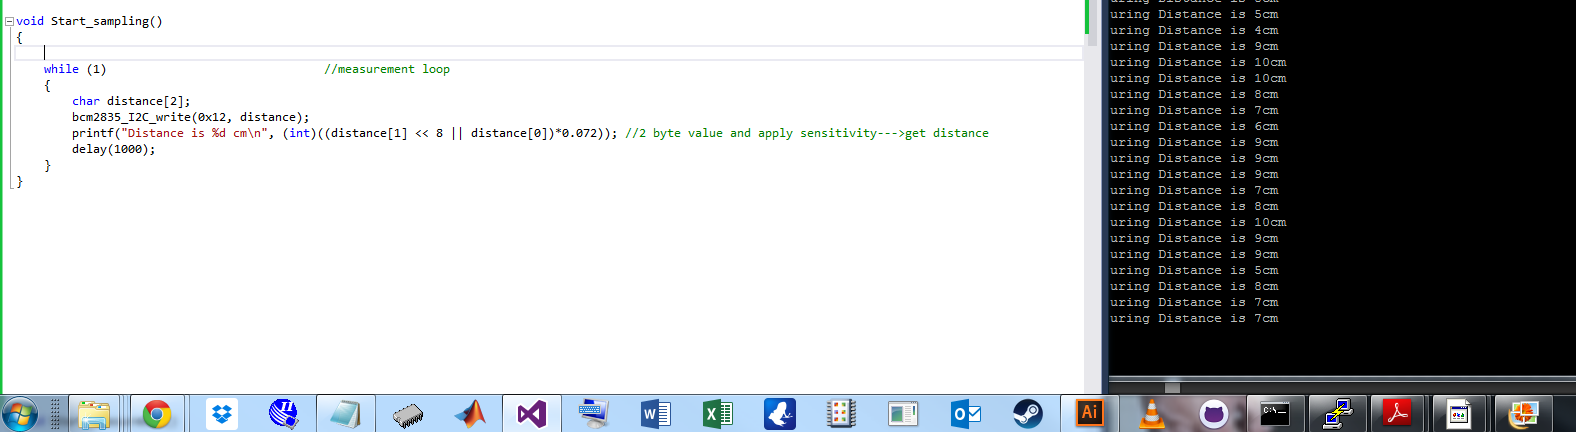 void Start_sampling()
{
while (1) //measurement loop
{
char distance[2];
bcm2835_I2C_write(0x12, distance);
printf("Distance is %d cm\n", (int)((distance[1] << 8 || distance[0])*0.072)); //2 byte value and apply sensitivity--->get distance
delay(1000);
}
}
uring Distance is 5cm
uring Distance is 4cm
uring Distance is 9cm
uring Distance is 10cm
uring Distance is 10cm
uring Distance is 8cm
uring Distance is 7cm
uring Distance is 6cm
uring Distance is 9cm
uring Distance is 9cm
uring Distance is 9cm
uring Distance is 7cm
uring Distance is 8cm
uring Distance is 10cm
uring Distance is 9cm
uring Distance is 9cm
uring Distance is 5cm
uring Distance is 8cm
uring Distance is 7cm
uring Distance is 7cm
Ai